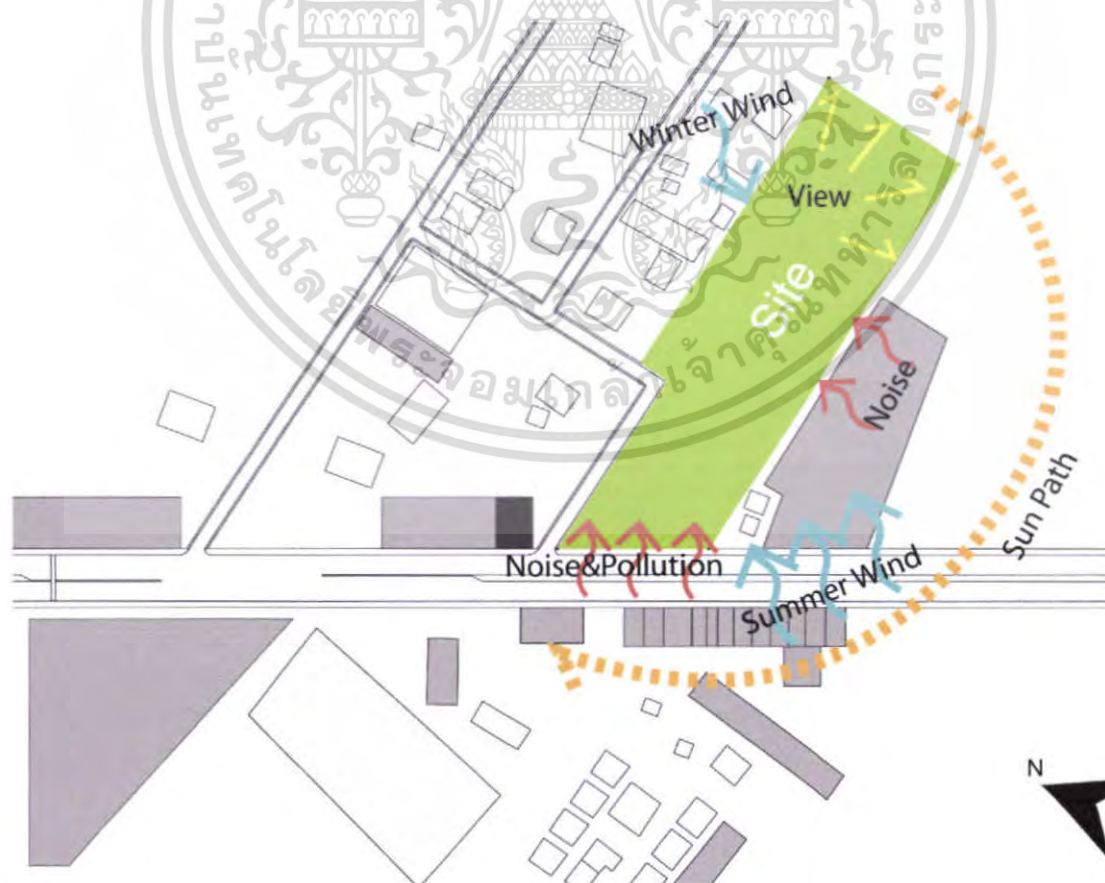 Winter Wind
View
Site
Noise
Sun Path
Noise&Pollution
Summer Wind
N